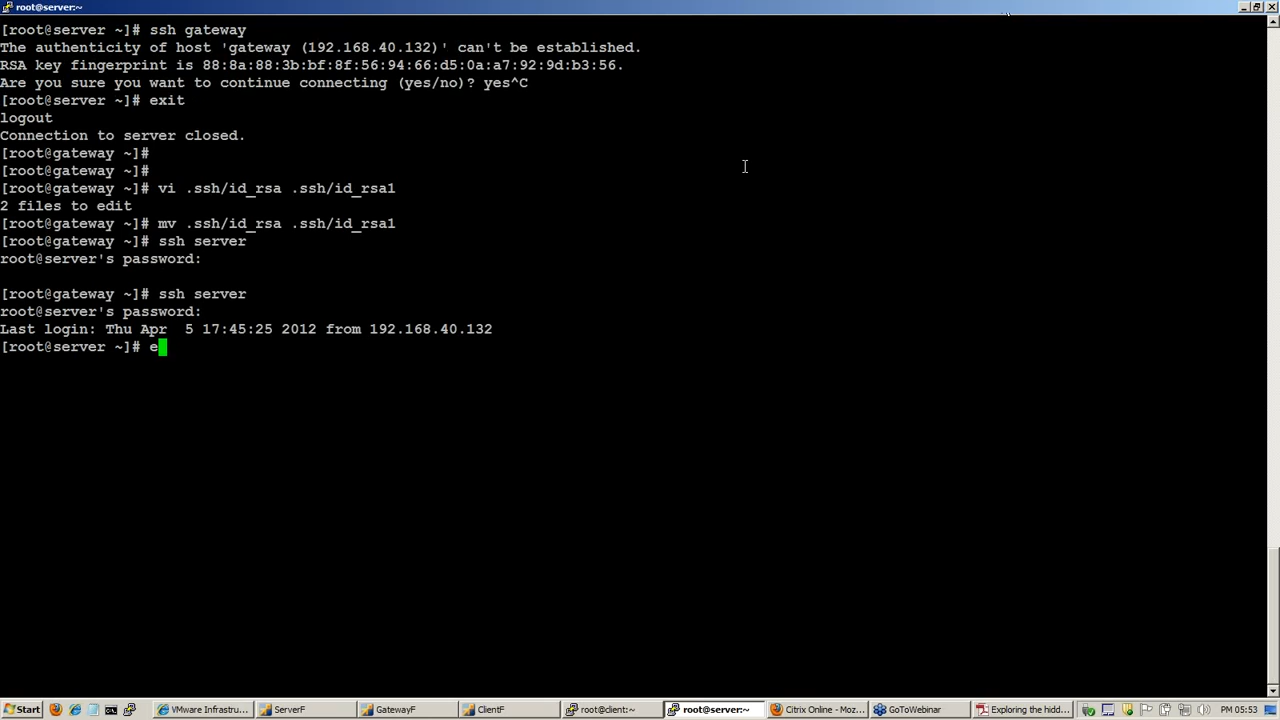 root@server:~
[root@server ~]# ssh gateway
The authenticity of host 'gateway (192.168.40.132)' can't be established.
RSA key fingerprint is 88:8a:88:3b:bf:8f:56:94:66:d5:0a:a7:92:9d:b3:56.
Are you sure you want to continue connecting (yes/no)? yes^C
[root@server ~]# exit
logout
Connection to server closed.
[root@gateway ~]#
[root@gateway ~]#
[root@gateway ~]# vi .ssh/id_rsa .ssh/id_rsa1
2 files to edit
[root@gateway ~]# mv .ssh/id_rsa .ssh/id_rsa1
[root@gateway ~]# ssh server
root@server's password:
[root@gateway ~]# ssh server
root@server's password:
Last login: Thu Apr  5 17:45:25 2012 from 192.168.40.132
[root@server ~]# e
Start VMware Infrastru... ServerF GatewayF ClientF root@client:~ root@server:~ Citrix Online - Moz... GoToWebinar Exploring the hidd... PM 05:53